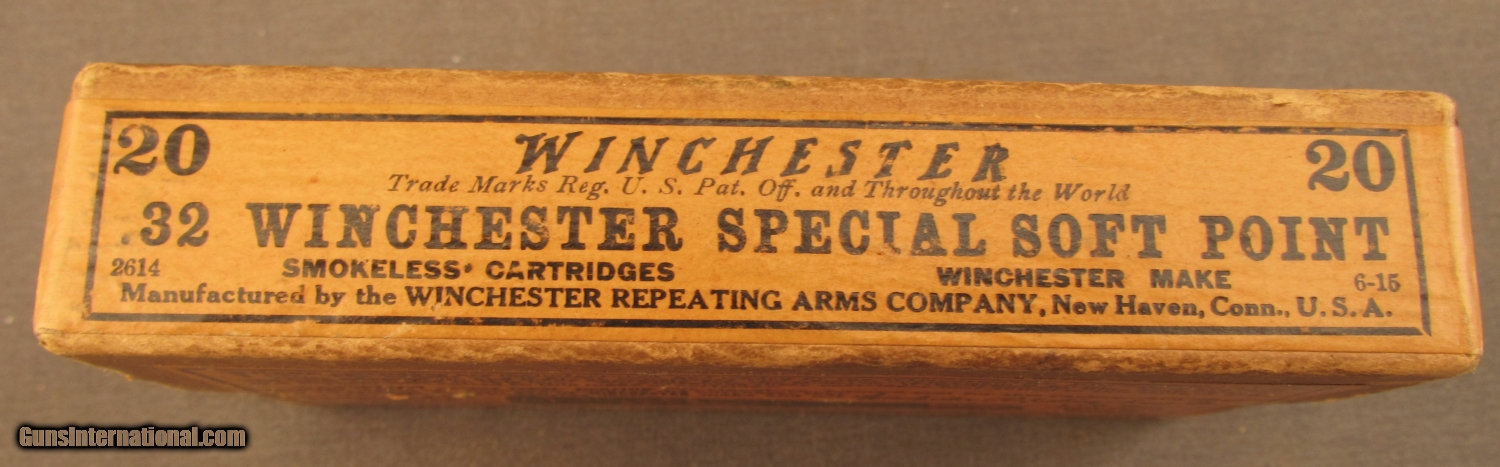 20 WINCHESTER 20
Trade Marks Reg. U. S. Pat. Off. and Throughout the World
.32 WINCHESTER SPECIAL SOFT POINT
SMOKELESS CARTRIDGES WINCHESTER MAKE
2614 6-15
Manufactured by the WINCHESTER REPEATING ARMS COMPANY, New Haven, Conn., U. S. A.
GunsInternational.com